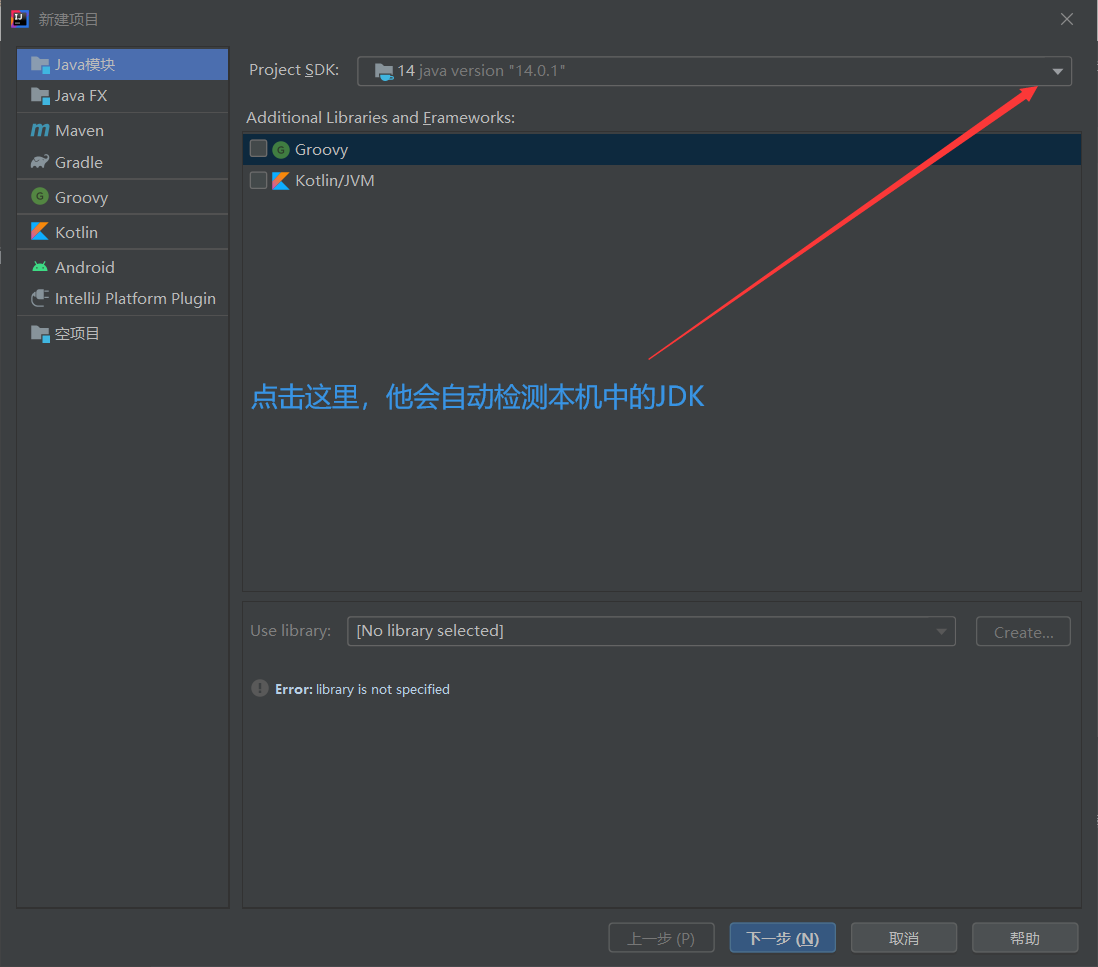 新建项目
Java模块
Java FX
Maven
Gradle
Groovy
Kotlin
Android
IntelliJ Platform Plugin
空项目
Project SDK:
14 java version "14.0.1"
Additional Libraries and Frameworks:
Groovy
Kotlin/JVM
点击这里，他会自动检测本机中的JDK
Use library:
[No library selected]
Create...
Error: library is not specified
上一步 (P)
下一步 (N)
取消
帮助